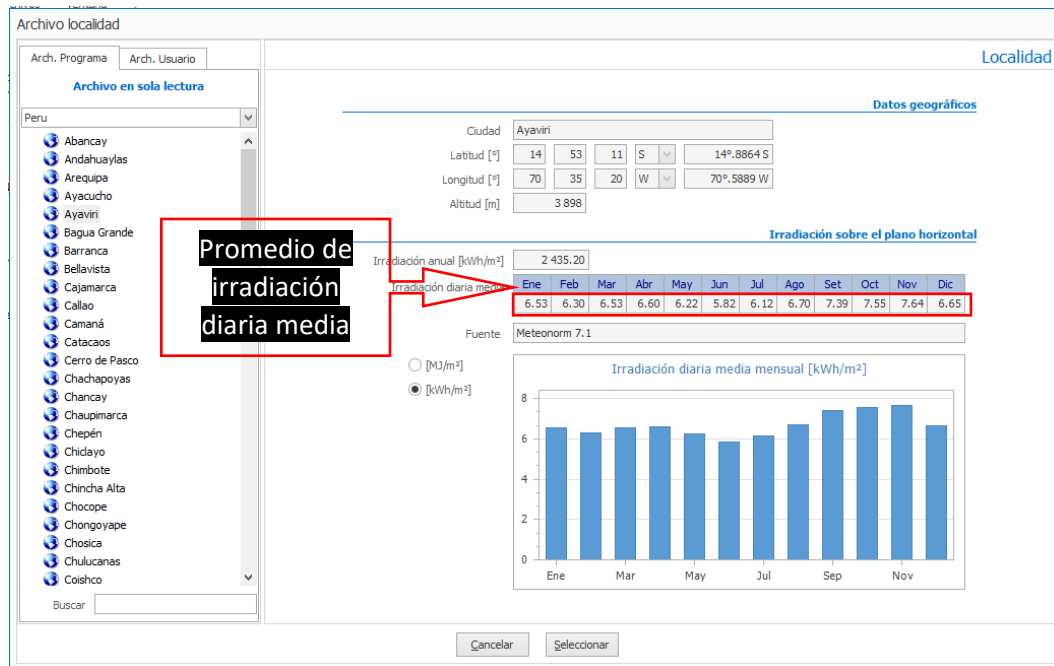 Archivo localidad
Arch. Programa Arch. Usuario
Archivo en sola lectura
Peru
Abancay
Andahuaylas
Arequipa
Ayacucho
Ayaviri
Bagua Grande
Barranca
Bellavista
Cajamarca
Callao
Camaná
Catacaos
Cerro de Pasco
Chachapoyas
Chancay
Chaupimarca
Chepén
Chiclayo
Chimbote
Chincha Alta
Chocope
Chongoyape
Chosica
Chulucanas
Coishco
Buscar
Localidad
Datos geográficos
Ciudad Ayaviri
Latitud [°] 14 53 11 S 14°.8864 S
Longitud [°] 70 35 20 W 70°.5889 W
Altitud [m] 3 898
Irradiación sobre el plano horizontal
Irradiación anual [kWh/m²] 2 435.20
Irradiación diaria media Ene Feb Mar Abr May Jun Jul Ago Set Oct Nov Dic
6.53 6.30 6.53 6.60 6.22 5.82 6.12 6.70 7.39 7.55 7.64 6.65
Fuente Meteonorm 7.1
Promedio de
irradiación
diaria media
[MJ/m²]
[kWh/m²]
Irradiación diaria media mensual [kWh/m²]
8
6
4
2
0
Ene Mar May Jul Sep Nov
Cancelar Seleccionar